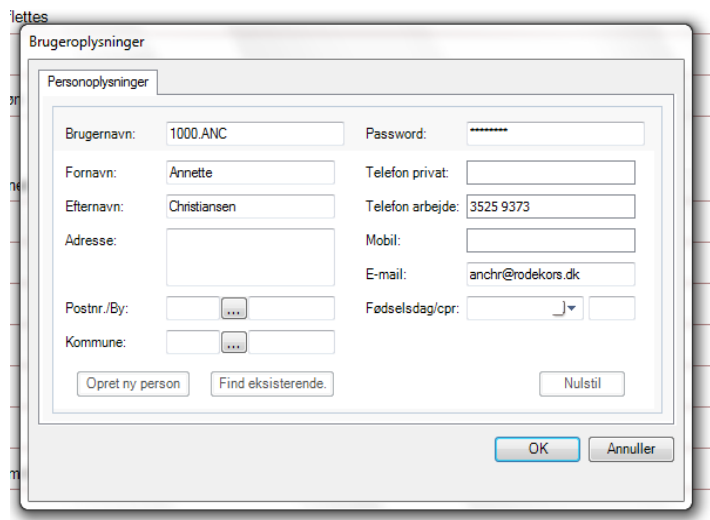 flettes
Brugeroplysninger
Personoplysninger
Brugernavn: 1000.ANC Password: ********
Fornavn: Annette Telefon privat:
Efternavn: Christiansen Telefon arbejde: 3525 9373
Adresse: Mobil:
E-mail: anchr@rodekors.dk
Postnr./By: ... Fødselsdag/cpr: _)
Kommune: ...
Opret ny person Find eksisterende. Nulstil
OK Annuller